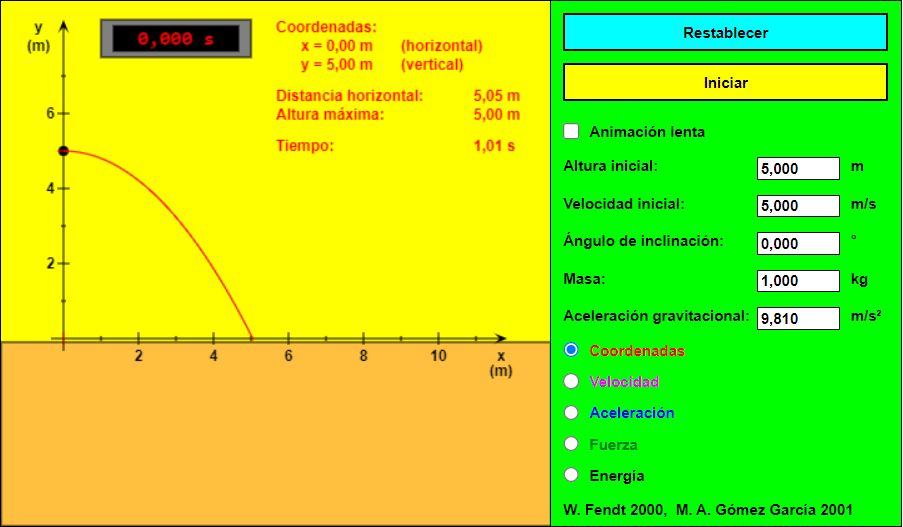 y
(m)
0,000 s
Coordenadas:
x = 0,00 m (horizontal)
y = 5,00 m (vertical)
Distancia horizontal: 5,05 m
Altura máxima: 5,00 m
Tiempo: 1,01 s
6
4
2
2 4 6 8 10 x
(m)
Restablecer
Iniciar
Animación lenta
Altura inicial: 5,000 m
Velocidad inicial: 5,000 m/s
Ángulo de inclinación: 0,000 °
Masa: 1,000 kg
Aceleración gravitacional: 9,810 m/s²
Coordenadas
Velocidad
Aceleración
Fuerza
Energía
W. Fendt 2000, M. A. Gómez García 2001